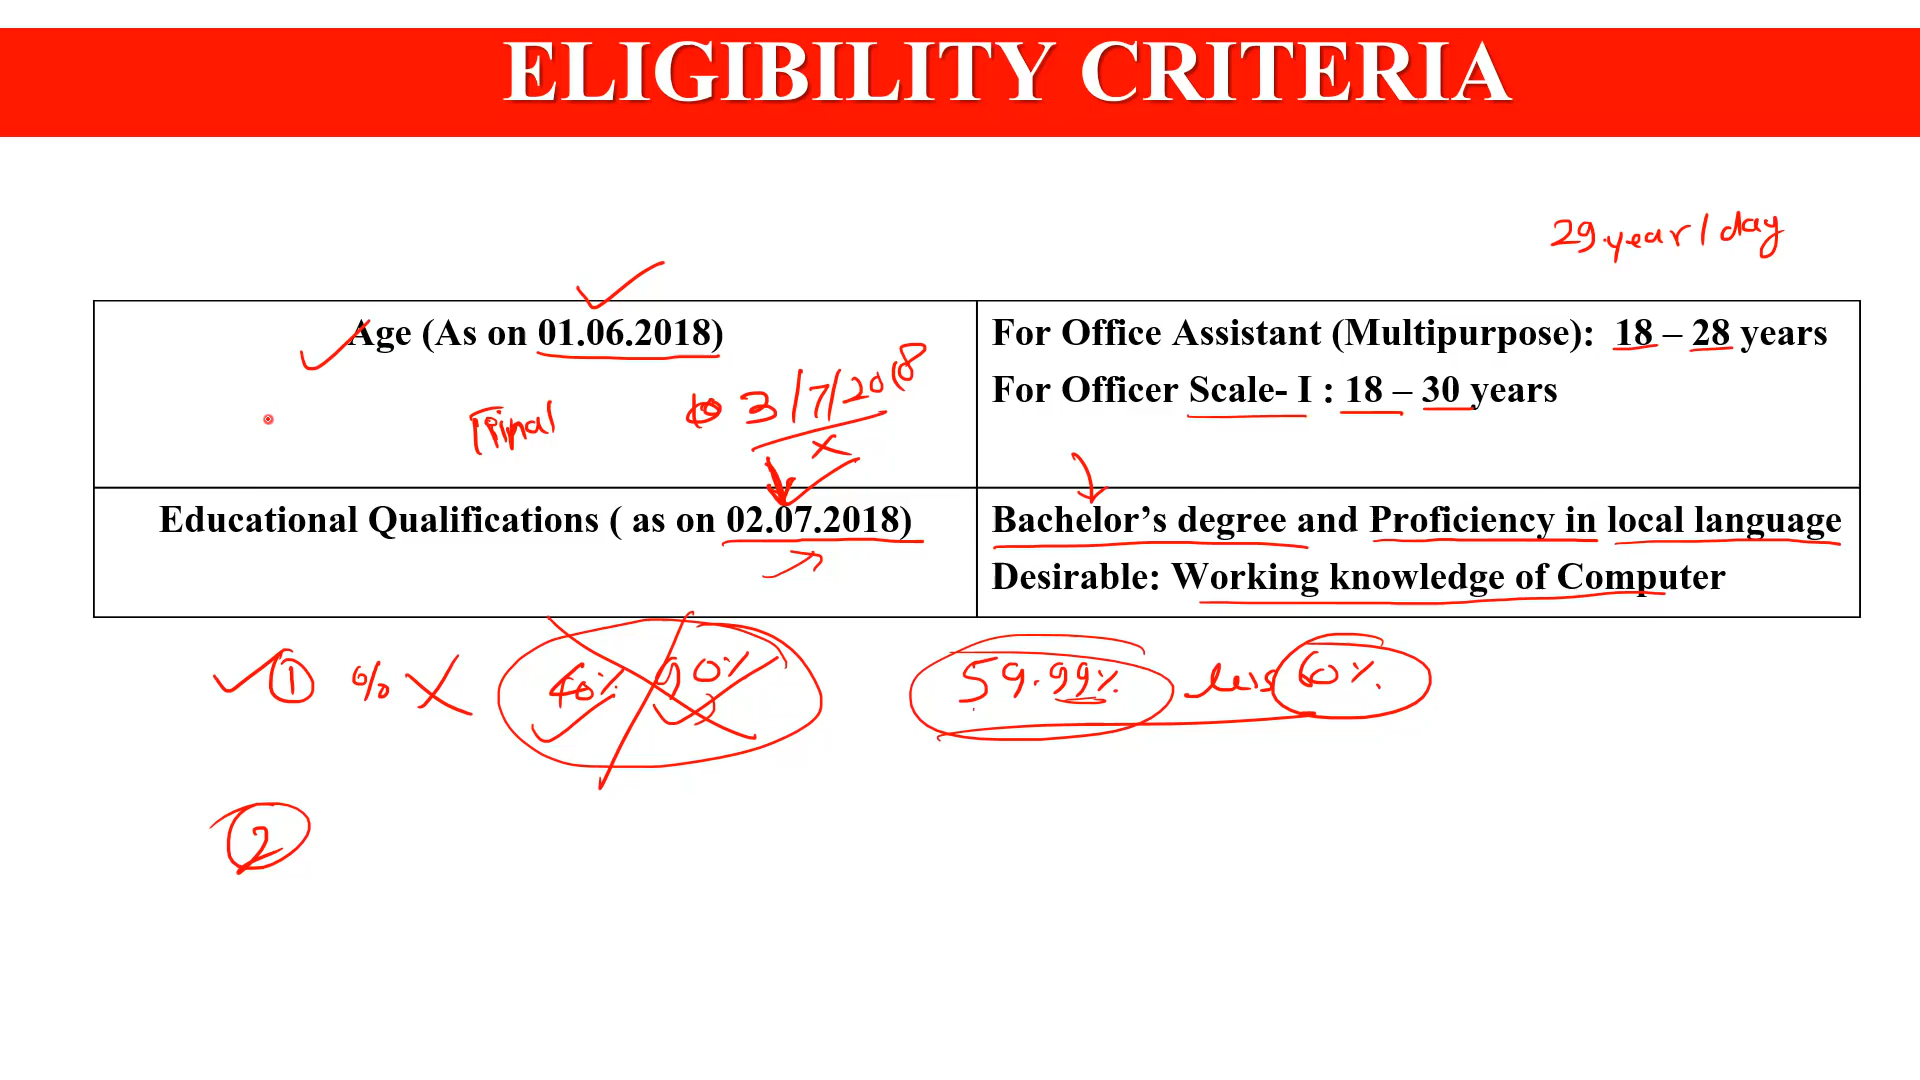 ELIGIBILITY CRITERIA
29 year 1 day
Age (As on 01.06.2018)
For Office Assistant (Multipurpose): 18 – 28 years
For Officer Scale- I : 18 – 30 years
Final 3/7/2018
X
Educational Qualifications ( as on 02.07.2018)
Bachelor’s degree and Proficiency in local language
Desirable: Working knowledge of Computer
1 % X 40% 90% 59.99% 60%.
2